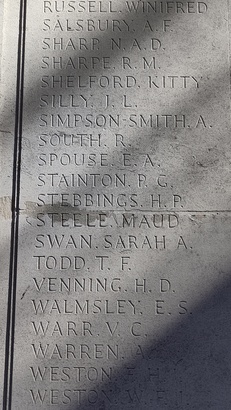 RUSSELL. WINIFRED
SALSBURY. A. F.
SHARP. N. A. D.
SHARPE. R. M.
SHELFORD. KITTY
SILLY. J. L.
SIMPSON-SMITH. A.
SOUTH. R.
SPOUSE. E. A.
STAINTON. P. G.
STEBBINGS. H. P.
STEELE. MAUD
SWAN. SARAH A.
TODD. T. F.
VENNING. H. D.
WALMSLEY. E. S.
WARR. V. C.
WARREN.
WESTON. E. H.
WESTON. W. E. J.